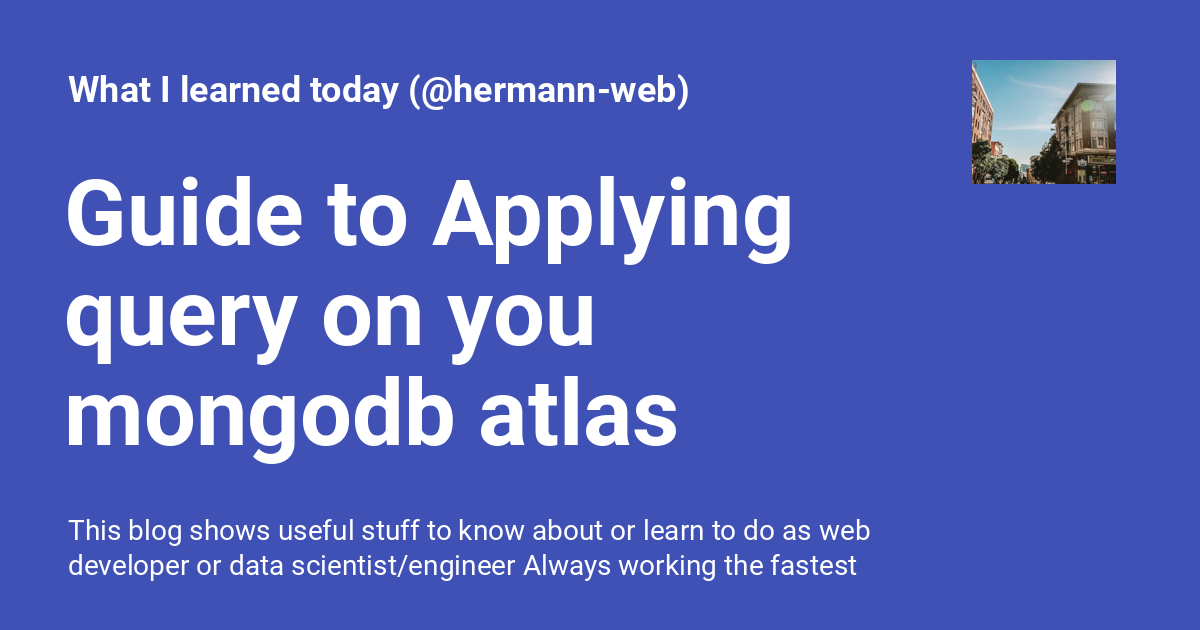 What I learned today (@hermann-web)
Guide to Applying
query on you
mongodb atlas
This blog shows useful stuff to know about or learn to do as web
developer or data scientist/engineer Always working the fastest